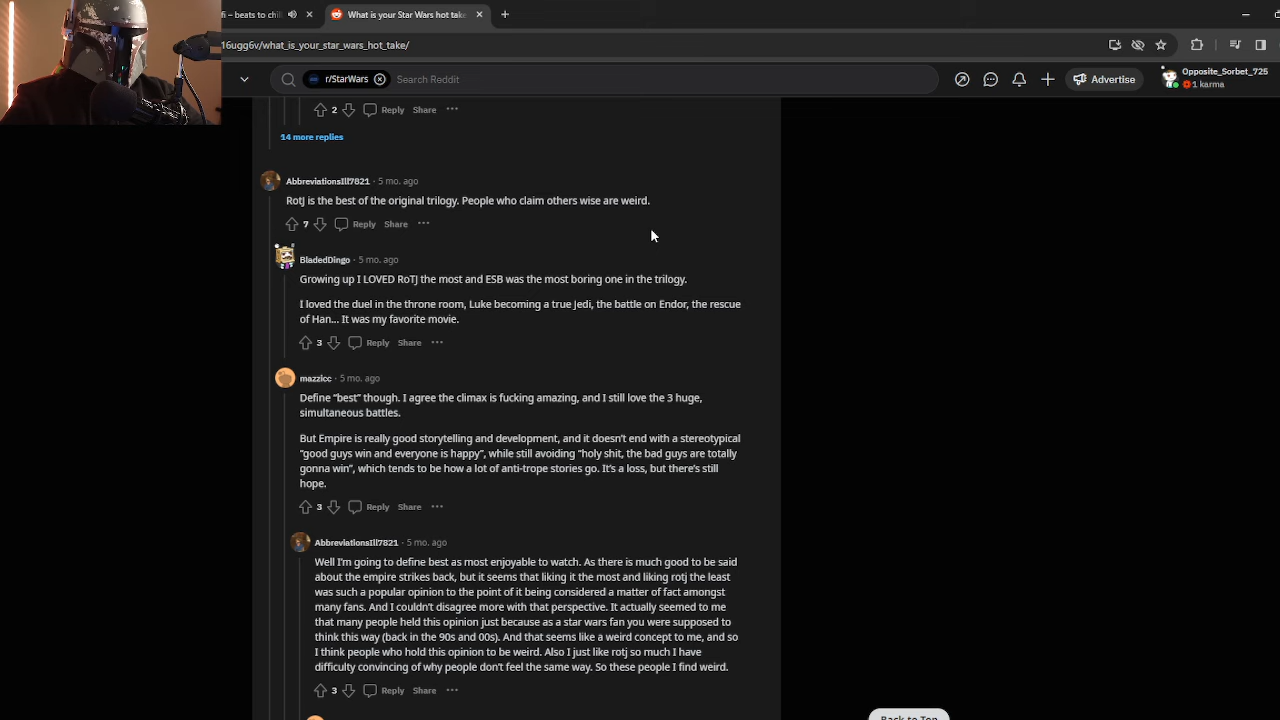 fi – beats to chil
What is your Star Wars hot take
16ugg6v/what_is_your_star_wars_hot_take/
r/StarWars
Search Reddit
Advertise
Opposite_Sorbet_725
1 karma
2
Reply
Share
14 more replies
AbbreviationsIll7821 · 5 mo. ago
RotJ is the best of the original trilogy. People who claim others wise are weird.
7
Reply
Share
BladedDingo · 5 mo. ago
Growing up I LOVED RoTJ the most and ESB was the most boring one in the trilogy.
I loved the duel in the throne room, Luke becoming a true Jedi, the battle on Endor, the rescue
of Han... It was my favorite movie.
3
Reply
Share
mazzicc · 5 mo. ago
Define “best” though. I agree the climax is fucking amazing, and I still love the 3 huge,
simultaneous battles.
But Empire is really good storytelling and development, and it doesn’t end with a stereotypical
“good guys win and everyone is happy”, while still avoiding “holy shit, the bad guys are totally
gonna win”, which tends to be how a lot of anti-trope stories go. It’s a loss, but there’s still
hope.
3
Reply
Share
AbbreviationsIll7821 · 5 mo. ago
Well I’m going to define best as most enjoyable to watch. As there is much good to be said
about the empire strikes back, but it seems that liking it the most and liking rotj the least
was such a popular opinion to the point of it being considered a matter of fact amongst
many fans. And I couldn’t disagree more with that perspective. It actually seemed to me
that many people held this opinion just because as a star wars fan you were supposed to
think this way (back in the 90s and 00s). And that seems like a weird concept to me, and so
I think people who hold this opinion to be weird. Also I just like rotj so much I have
difficulty convincing of why people don’t feel the same way. So these people I find weird.
3
Reply
Share
Back to Top